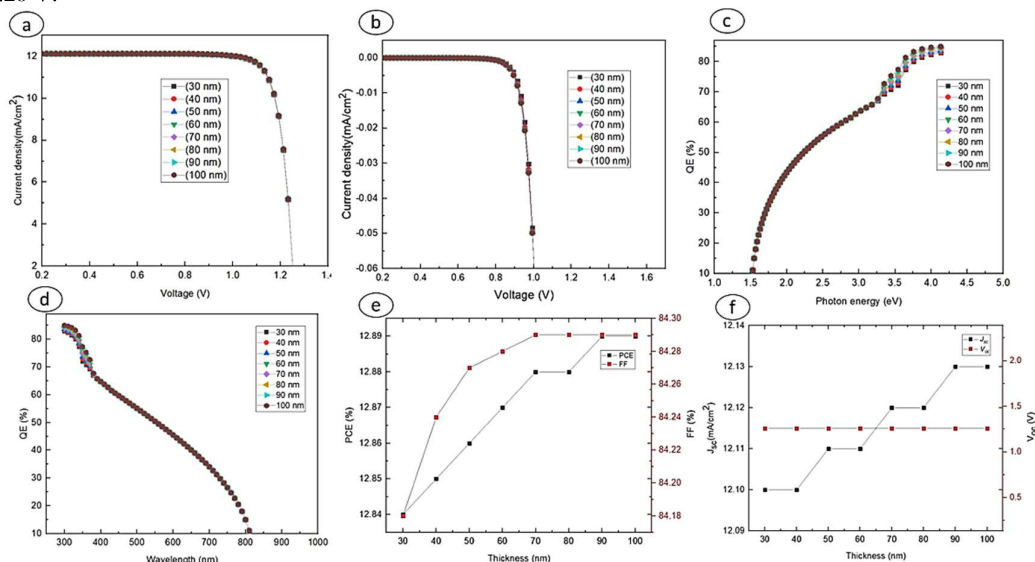 a
Current density(mA/cm²)
12
10
8
6
4
2
(30 nm)
(40 nm)
(50 nm)
(60 nm)
(70 nm)
(80 nm)
(90 nm)
(100 nm)
0.2 0.4 0.6 0.8 1.0 1.2 1.4
Voltage (V)
b
Current density(mA/cm²)
0.00
-0.01
-0.02
-0.03
-0.04
-0.05
-0.06
(30 nm)
(40 nm)
(50 nm)
(60 nm)
(70 nm)
(80 nm)
(90 nm)
(100 nm)
0.2 0.4 0.6 0.8 1.0 1.2 1.4 1.6
Voltage (V)
c
QE (%)
80
70
60
50
40
30
20
10
30 nm
40 nm
50 nm
60 nm
70 nm
80 nm
90 nm
100 nm
1.0 1.5 2.0 2.5 3.0 3.5 4.0 4.5 5.0
Photon energy (eV)
d
QE (%)
90
80
70
60
50
40
30
20
10
30 nm
40 nm
50 nm
60 nm
70 nm
80 nm
90 nm
100 nm
300 400 500 600 700 800 900 1000
Wavelength (nm)
e
PCE (%)
12.89
12.88
12.87
12.86
12.85
12.84
PCE
FF
84.30
84.28
84.26
84.24
84.22
84.20
84.18
FF (%)
30 40 50 60 70 80 90 100
Thickness (nm)
f
J_SC(mA/cm²)
12.14
12.13
12.12
12.11
12.10
12.09
J_SC
V_OC
2.0
1.5
1.0
0.5
V_OC (V)
30 40 50 60 70 80 90 100
Thickness (nm)